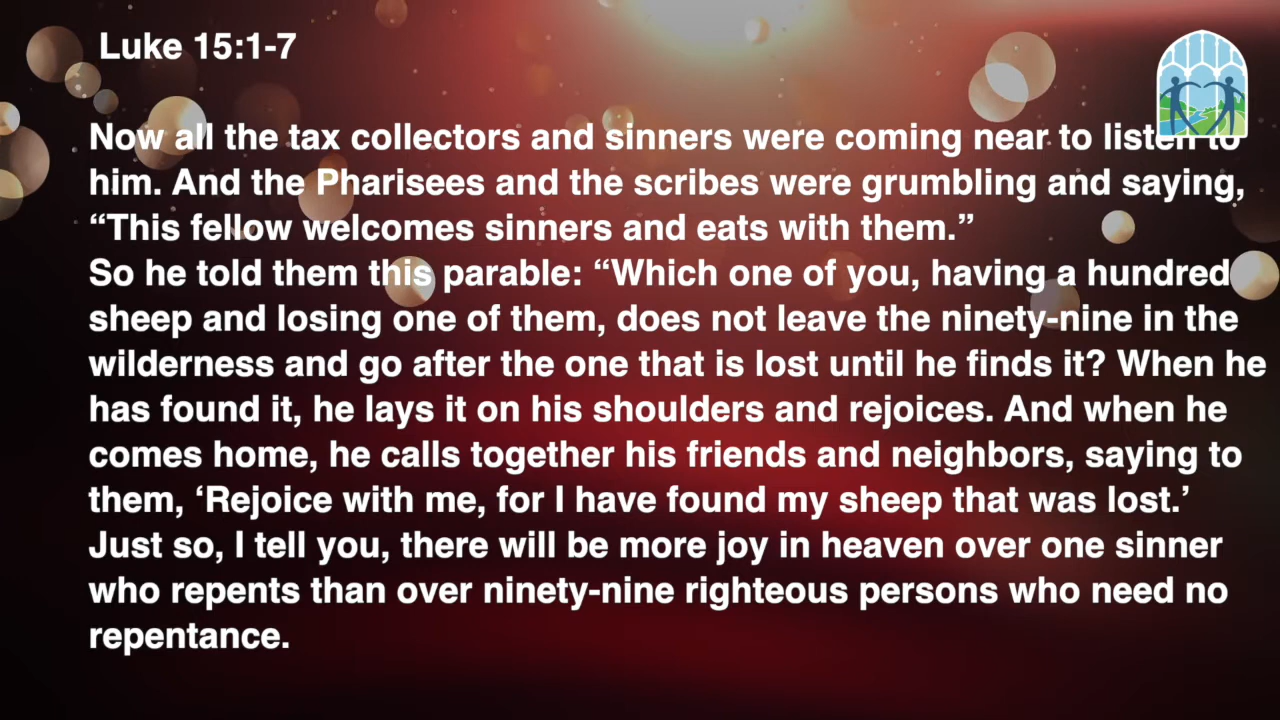 Luke 15:1-7
Now all the tax collectors and sinners were coming near to listen to
him. And the Pharisees and the scribes were grumbling and saying,
“This fellow welcomes sinners and eats with them.”
So he told them this parable: “Which one of you, having a hundred
sheep and losing one of them, does not leave the ninety-nine in the
wilderness and go after the one that is lost until he finds it? When he
has found it, he lays it on his shoulders and rejoices. And when he
comes home, he calls together his friends and neighbors, saying to
them, ‘Rejoice with me, for I have found my sheep that was lost.’
Just so, I tell you, there will be more joy in heaven over one sinner
who repents than over ninety-nine righteous persons who need no
repentance.